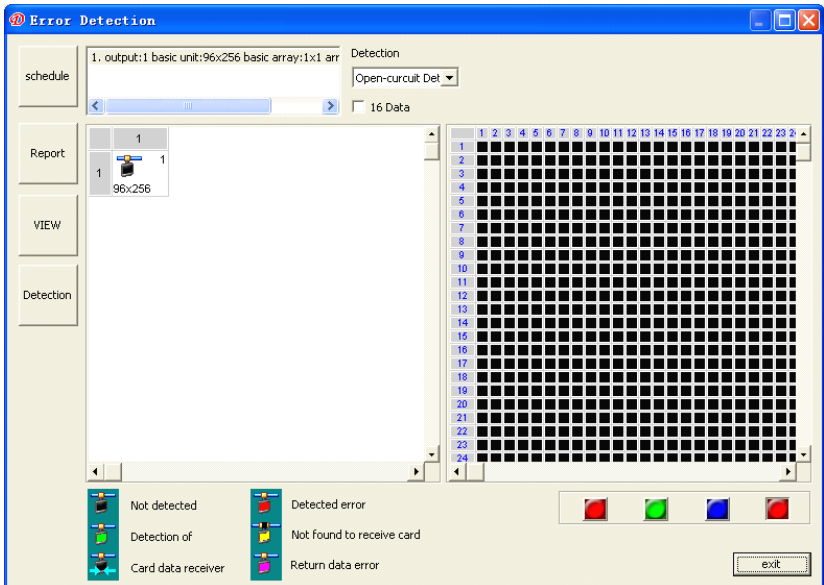 Error Detection
schedule
1. output:1 basic unit:96x256 basic array:1x1 arr
Detection
Open-curcuit Det
16 Data
Report
VIEW
Detection
1
1
1
96x256
1 2 3 4 5 6 7 8 9 10 11 12 13 14 15 16 17 18 19 20 21 22 23
1
2
3
4
5
6
7
8
9
10
11
12
13
14
15
16
17
18
19
20
21
22
23
24
Not detected
Detected error
Detection of
Not found to receive card
Card data receiver
Return data error
exit